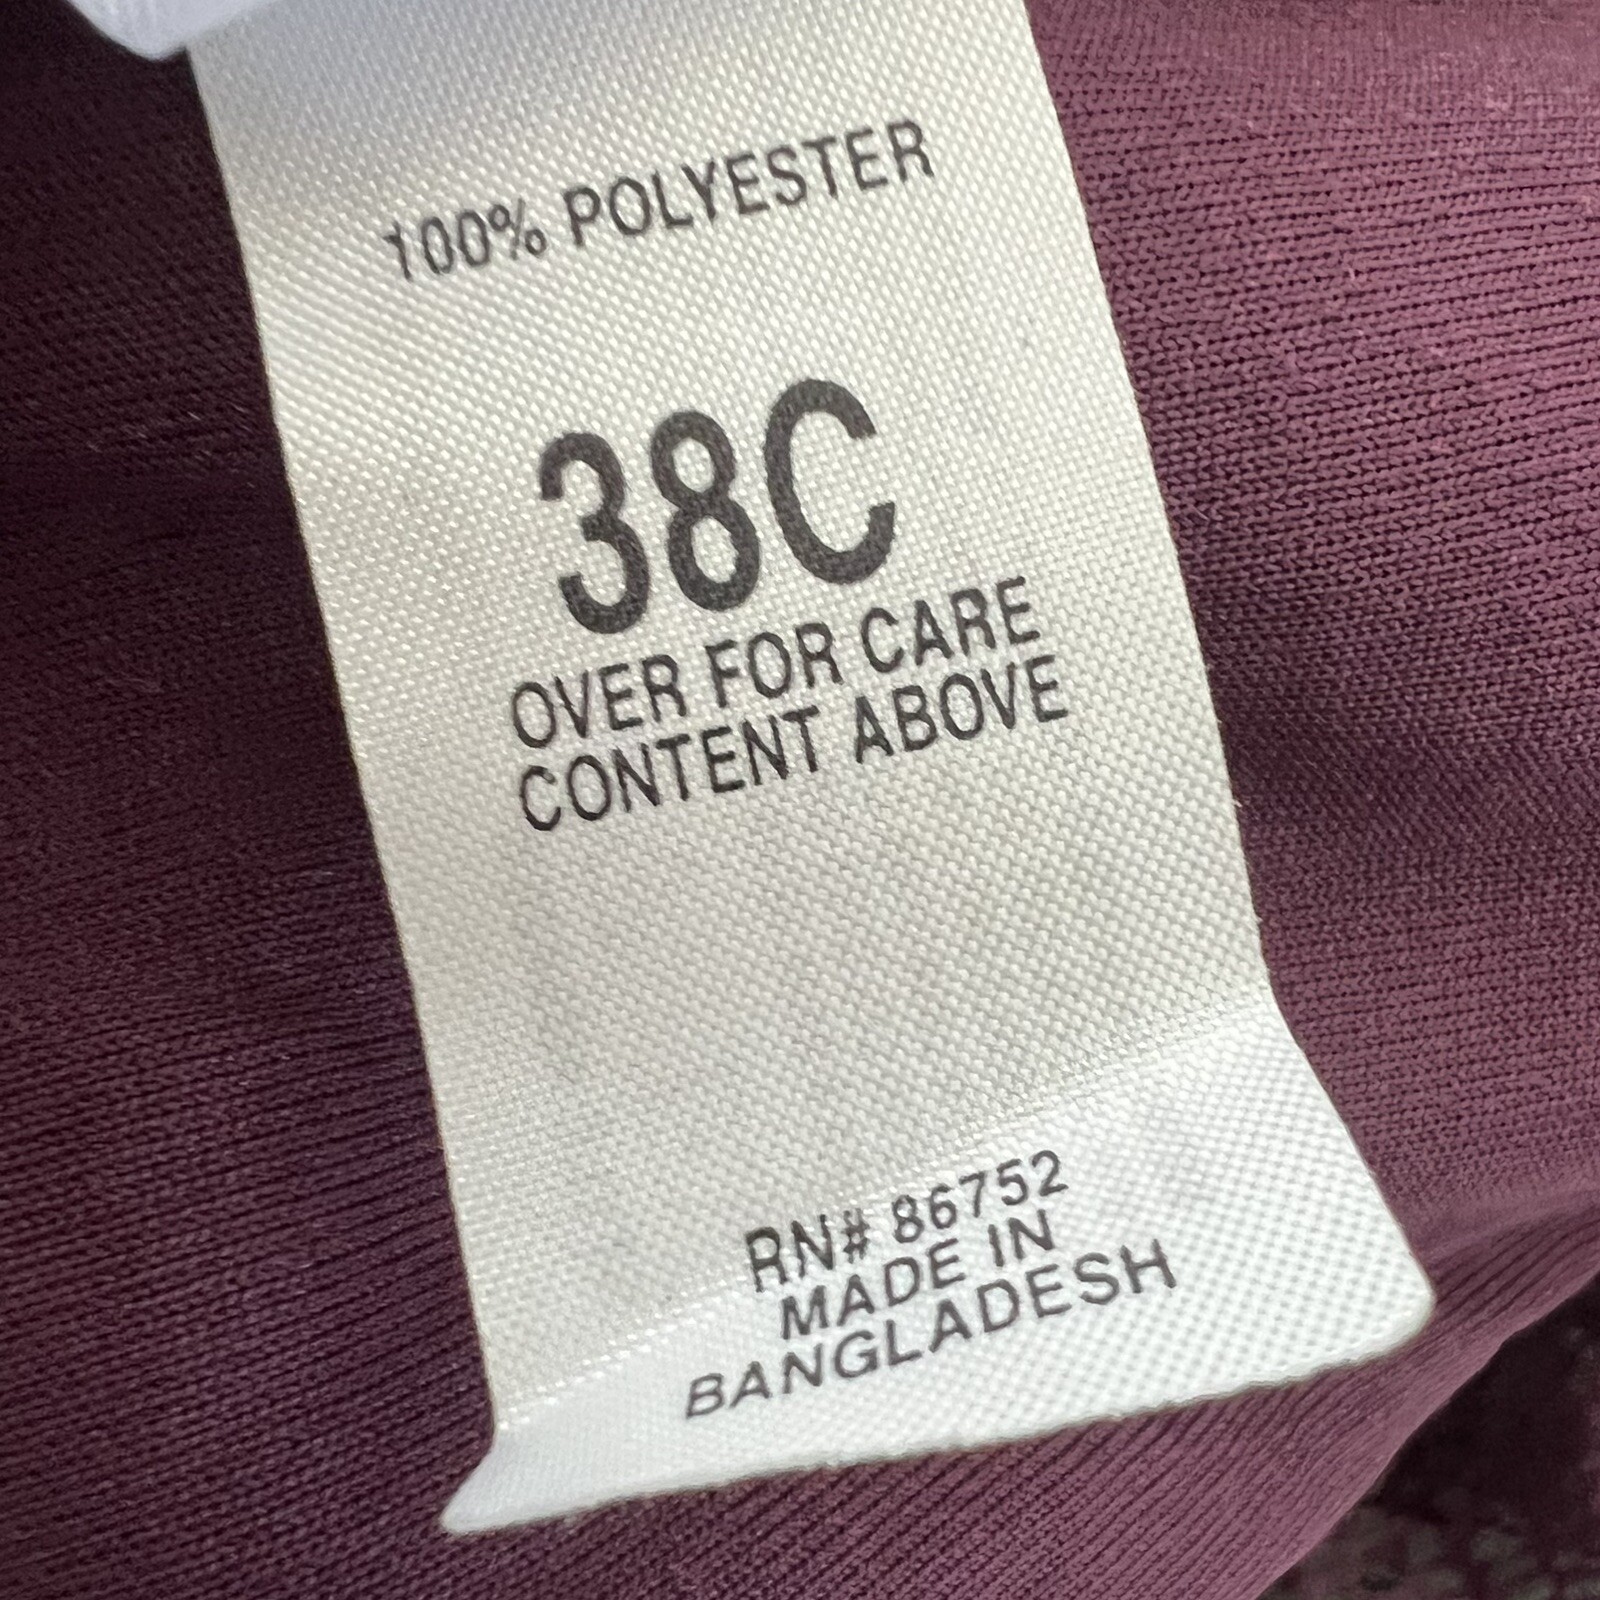 100% POLYESTER
38C
OVER FOR CARE
CONTENT ABOVE
RN# 86752
MADE IN
BANGLADESH